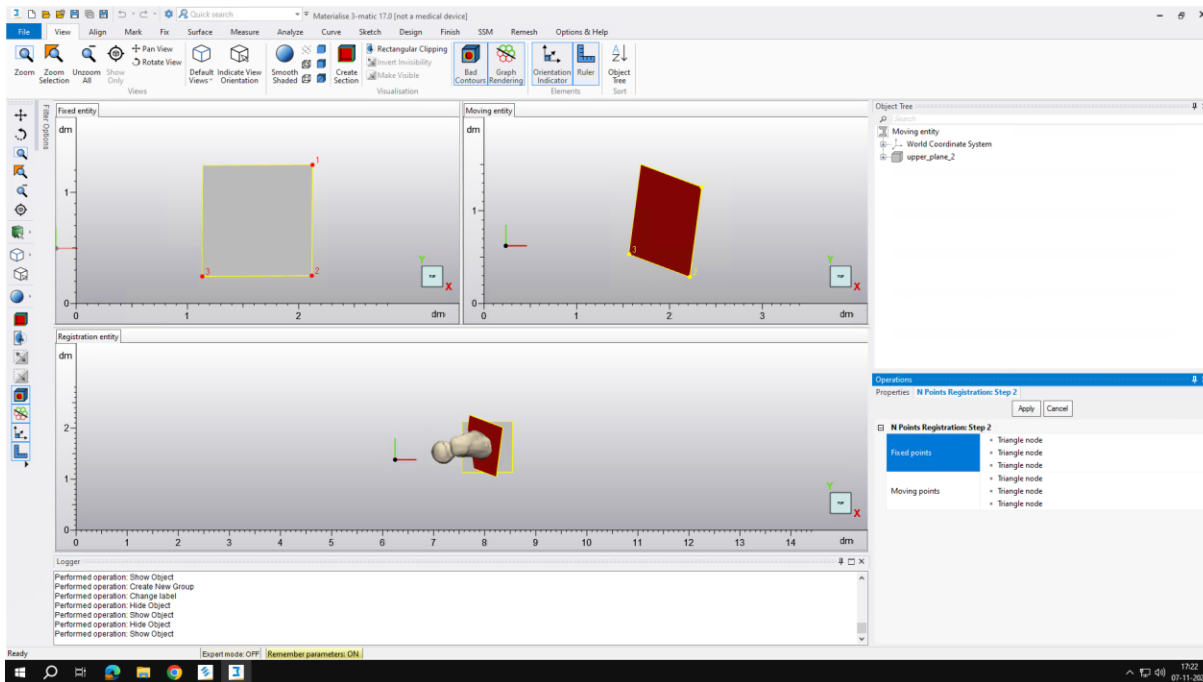 Quick search
Materialise 3-matic 17.0 [not a medical device]
File View Align Mark Fix Surface Measure Analyze Curve Sketch Design Finish SSM Remesh Options & Help
Zoom
Zoom Selection
Unzoom All
Show Only
Pan View
Rotate View
Views
Default Views
Indicate View Orientation
Smooth Shaded
Create Section
Rectangular Clipping
Invert Invisibility
Make Visible
Visualisation
Bad Contours
Graph Rendering
Orientation Indicator
Ruler
Elements
Object Tree
Sort
Filter Options
Fixed entity
dm
1
0
1
2
3
0 1 2 dm
Y
TOP
X
Moving entity
dm
1
0
3
2
0 1 2 3 dm
Y
TOP
X
Registration entity
dm
2
1
0
0 1 2 3 4 5 6 7 8 9 10 11 12 13 14 dm
Y
TOP
X
Object Tree
Search
Moving entity
World Coordinate System
upper_plane_2
Operations
Properties N Points Registration: Step 2
Apply Cancel
N Points Registration: Step 2
Fixed points
Triangle node
Triangle node
Triangle node
Moving points
Triangle node
Triangle node
Triangle node
Logger
Performed operation: Show Object
Performed operation: Create New Group
Performed operation: Change label
Performed operation: Hide Object
Performed operation: Show Object
Performed operation: Hide Object
Performed operation: Show Object
Ready
Expert mode: OFF Remember parameters: ON
17:22